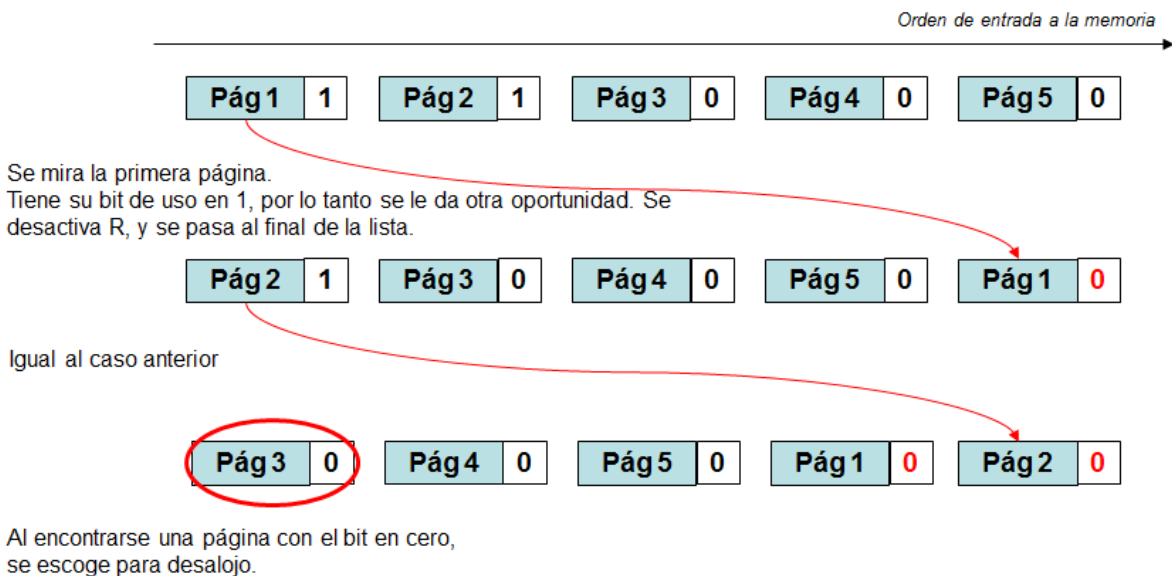 Orden de entrada a la memoria
Pág 1 1 Pág 2 1 Pág 3 0 Pág 4 0 Pág 5 0
Se mira la primera página.
Tiene su bit de uso en 1, por lo tanto se le da otra oportunidad. Se
desactiva R, y se pasa al final de la lista.
Pág 2 1 Pág 3 0 Pág 4 0 Pág 5 0 Pág 1 0
Igual al caso anterior
Pág 3 0 Pág 4 0 Pág 5 0 Pág 1 0 Pág 2 0
Al encontrarse una página con el bit en cero,
se escoge para desalojo.